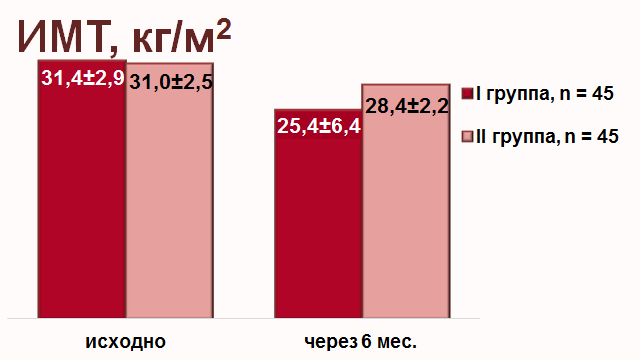 ИМТ, кг/м²
31,4±2,9
31,0±2,5
25,4±6,4
28,4±2,2
I группа, n = 45
II группа, n = 45
исходно
через 6 мес.